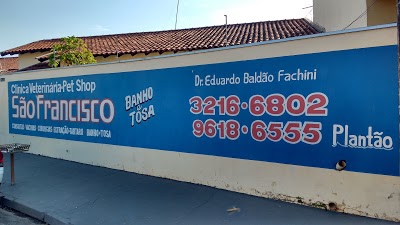 Clínica Veterinária-Pet Shop
São Francisco
BANHO
e
TOSA
Dr. Eduardo Baldão Fachini
3216-6802
9618-6555
Plantão